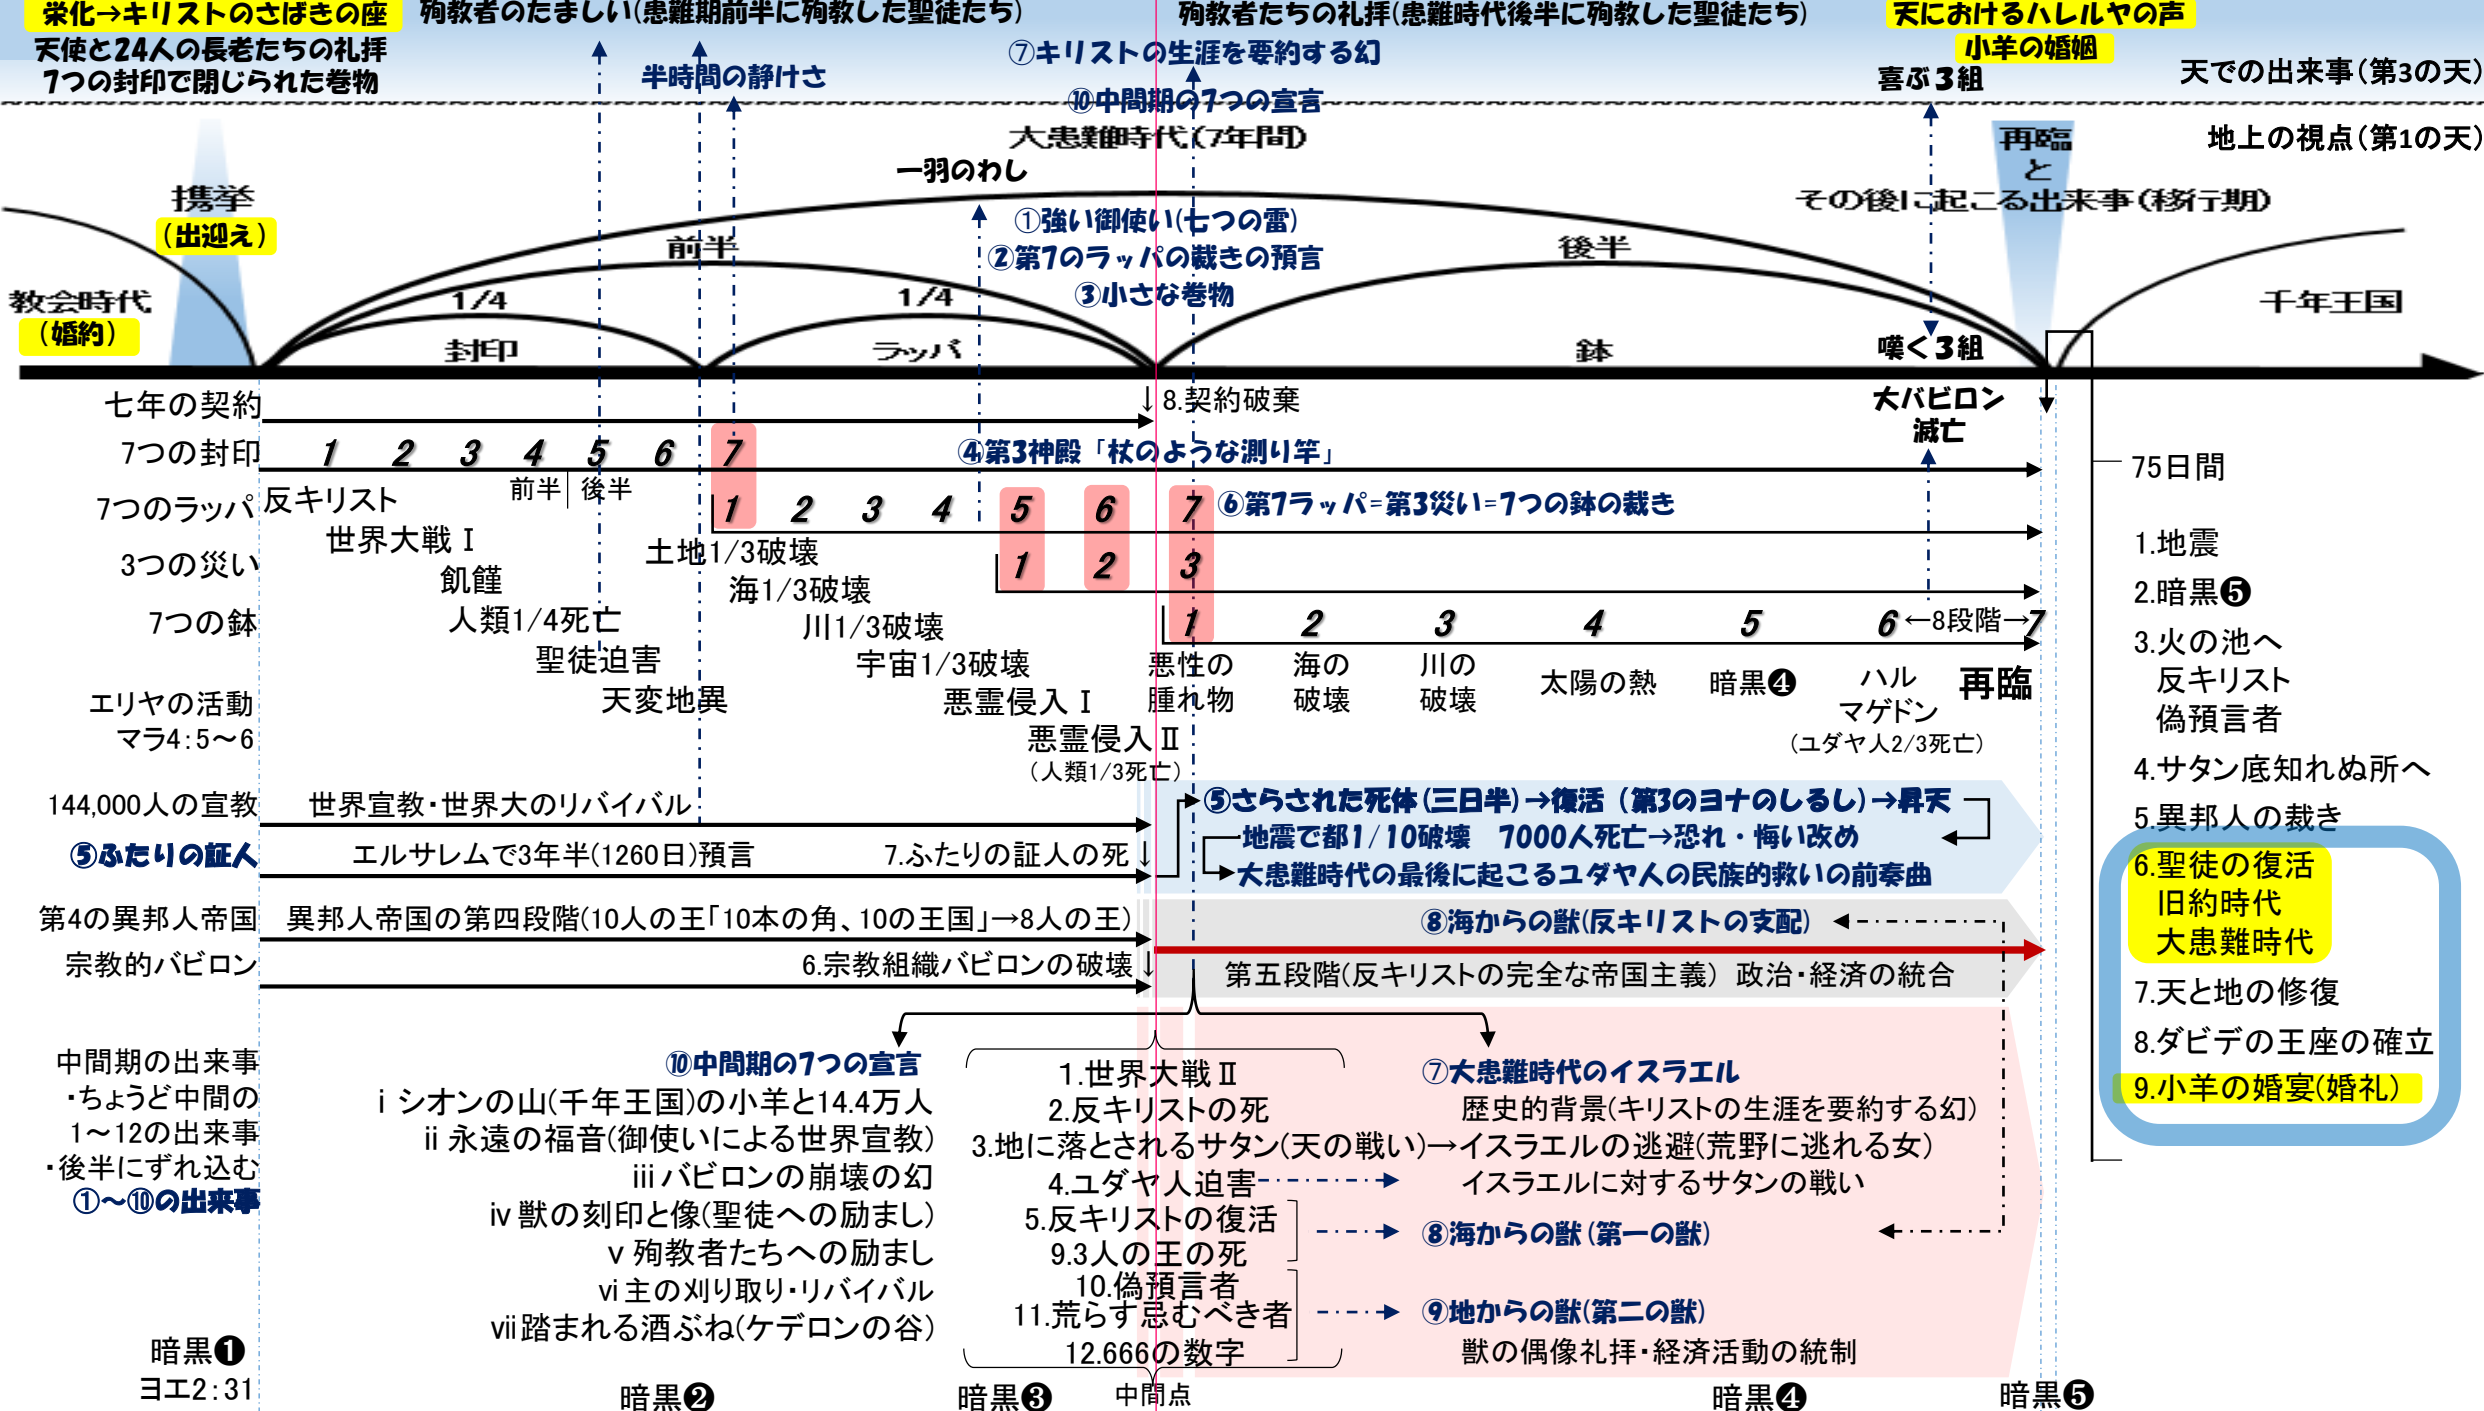 栄化→キリストのさばきの座
天使と24人の長老たちの礼拝
7つの封印で閉じられた巻物
殉教者のたましい(患難期前半に殉教した聖徒たち)
半時間の静けさ
殉教者たちの礼拝(患難時代後半に殉教した聖徒たち)
⑦キリストの生涯を要約する幻
⑩中間期の7つの宣言
天におけるハレルヤの声
小羊の婚姻
喜ぶ3組
天での出来事(第3の天)
地上の視点(第1の天)
大患難時代(7年間)
一羽のわし
携挙
(出迎え)
再臨
と
その後に起こる出来事(移行期)
①強い御使い(七つの雷)
②第7のラッパの裁きの預言
③小さな巻物
前半
後半
教会時代
(婚約)
1/4
1/4
千年王国
封印
ラッパ
鉢
嘆く3組
七年の契約
↓8.契約破棄
大バビロン
滅亡
7つの封印
1 2 3 4 5 6 7
④第3神殿「杖のような測り竿」
前半 後半
75日間
7つのラッパ
反キリスト
1 2 3 4 5 6 7
⑥第7ラッパ=第3災い=7つの鉢の裁き
世界大戦Ⅰ
土地1/3破壊
3つの災い
1 2 3
飢饉
海1/3破壊
7つの鉢
人類1/4死亡
川1/3破壊
1 2 3 4 5 6 ←8段階→7
聖徒迫害
宇宙1/3破壊
悪性の
腫れ物
海の
破壊
川の
破壊
太陽の熱
暗黒❹
ハル
マゲドン
(ユダヤ人2/3死亡)
再臨
エリヤの活動
マラ4:5～6
天変地異
悪霊侵入Ⅰ
悪霊侵入Ⅱ
(人類1/3死亡)
1.地震
2.暗黒❺
3.火の池へ
反キリスト
偽預言者
4.サタン底知れぬ所へ
5.異邦人の裁き
6.聖徒の復活
旧約時代
大患難時代
7.天と地の修復
8.ダビデの王座の確立
9.小羊の婚宴(婚礼)
144,000人の宣教
世界宣教・世界大のリバイバル
⑤さらされた死体(三日半)→復活(第3のヨナのしるし)→昇天
地震で都1/10破壊 7000人死亡→恐れ・悔い改め
大患難時代の最後に起こるユダヤ人の民族的救いの前奏曲
⑤ふたりの証人
エルサレムで3年半(1260日)預言
7.ふたりの証人の死↓
第4の異邦人帝国
異邦人帝国の第四段階(10人の王「10本の角、10の王国」→8人の王)
⑧海からの獣(反キリストの支配)
宗教的バビロン
6.宗教組織バビロンの破壊↓
第五段階(反キリストの完全な帝国主義) 政治・経済の統合
中間期の出来事
・ちょうど中間の
1～12の出来事
・後半にずれ込む
①～⑩の出来事
⑩中間期の7つの宣言
ⅰシオンの山(千年王国)の小羊と14.4万人
ⅱ永遠の福音(御使いによる世界宣教)
ⅲバビロンの崩壊の幻
ⅳ獣の刻印と像(聖徒への励まし)
ⅴ殉教者たちへの励まし
ⅵ主の刈り取り・リバイバル
ⅶ踏まれる酒ぶね(ケデロンの谷)
1.世界大戦Ⅱ
2.反キリストの死
3.地に落とされるサタン(天の戦い)→イスラエルの逃避(荒野に逃れる女)
4.ユダヤ人迫害
5.反キリストの復活
9.3人の王の死
10.偽預言者
11.荒らす忌むべき者
12.666の数字
⑦大患難時代のイスラエル
歴史的背景(キリストの生涯を要約する幻)
イスラエルに対するサタンの戦い
⑧海からの獣(第一の獣)
⑨地からの獣(第二の獣)
獣の偶像礼拝・経済活動の統制
暗黒❶
ヨエ2:31
暗黒❷
暗黒❸
中間点
暗黒❹
暗黒❺